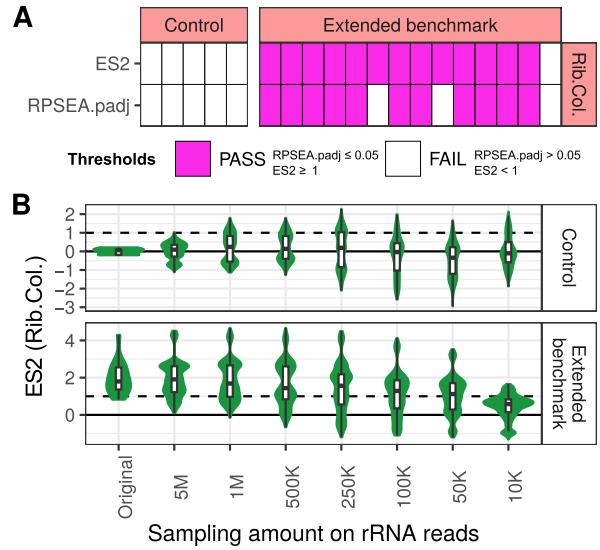 A
Control
Extended benchmark
ES2
RPSEA.padj
Rib.Col.
Thresholds
PASS
RPSEA.padj ≤ 0.05
ES2 ≥ 1
FAIL
RPSEA.padj > 0.05
ES2 < 1
B
ES2 (Rib.Col.)
2
1
0
−1
−2
−3
Control
4
2
0
Extended
benchmark
Original
5M
1M
500K
250K
100K
50K
10K
Sampling amount on rRNA reads